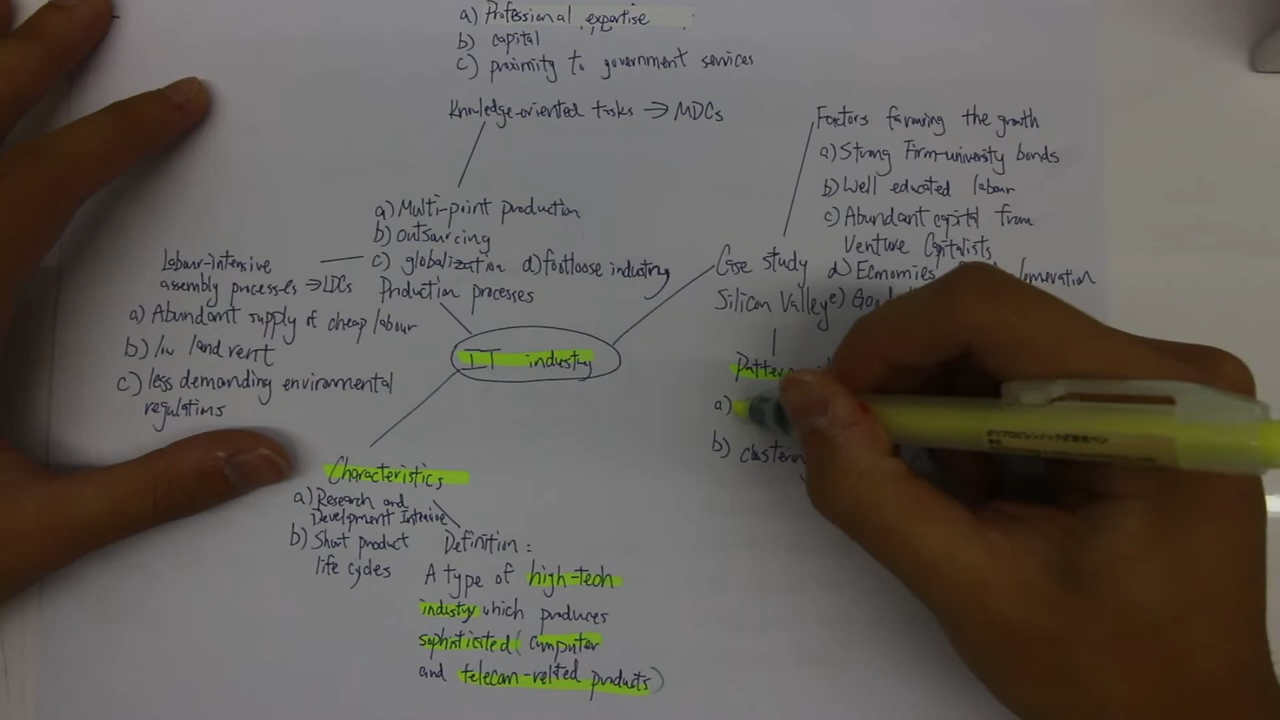 a) Professional expertise
b) capital
c) proximity to government services
Knowledge-oriented tasks → MDCs
a) Multi-point production
b) outsourcing
c) globalization d) footloose industry
Production processes
Labour-intensive
assembly processes → LDCs
a) Abundant supply of cheap labour
b) low land rent
c) less demanding environmental
regulations
IT industry
Factors favouring the growth
a) Strong Firm-university bonds
b) Well educated labour
c) Abundant capital from
Venture Capitalists
d) Economies
e)
Case study
Silicon Valley
a)
b)
Characteristics
a) Research and
Development Intensive
b) Short product
life cycles
Definition:
A type of high-tech
industry which produces
sophisticated (computer
and telecom-related products)